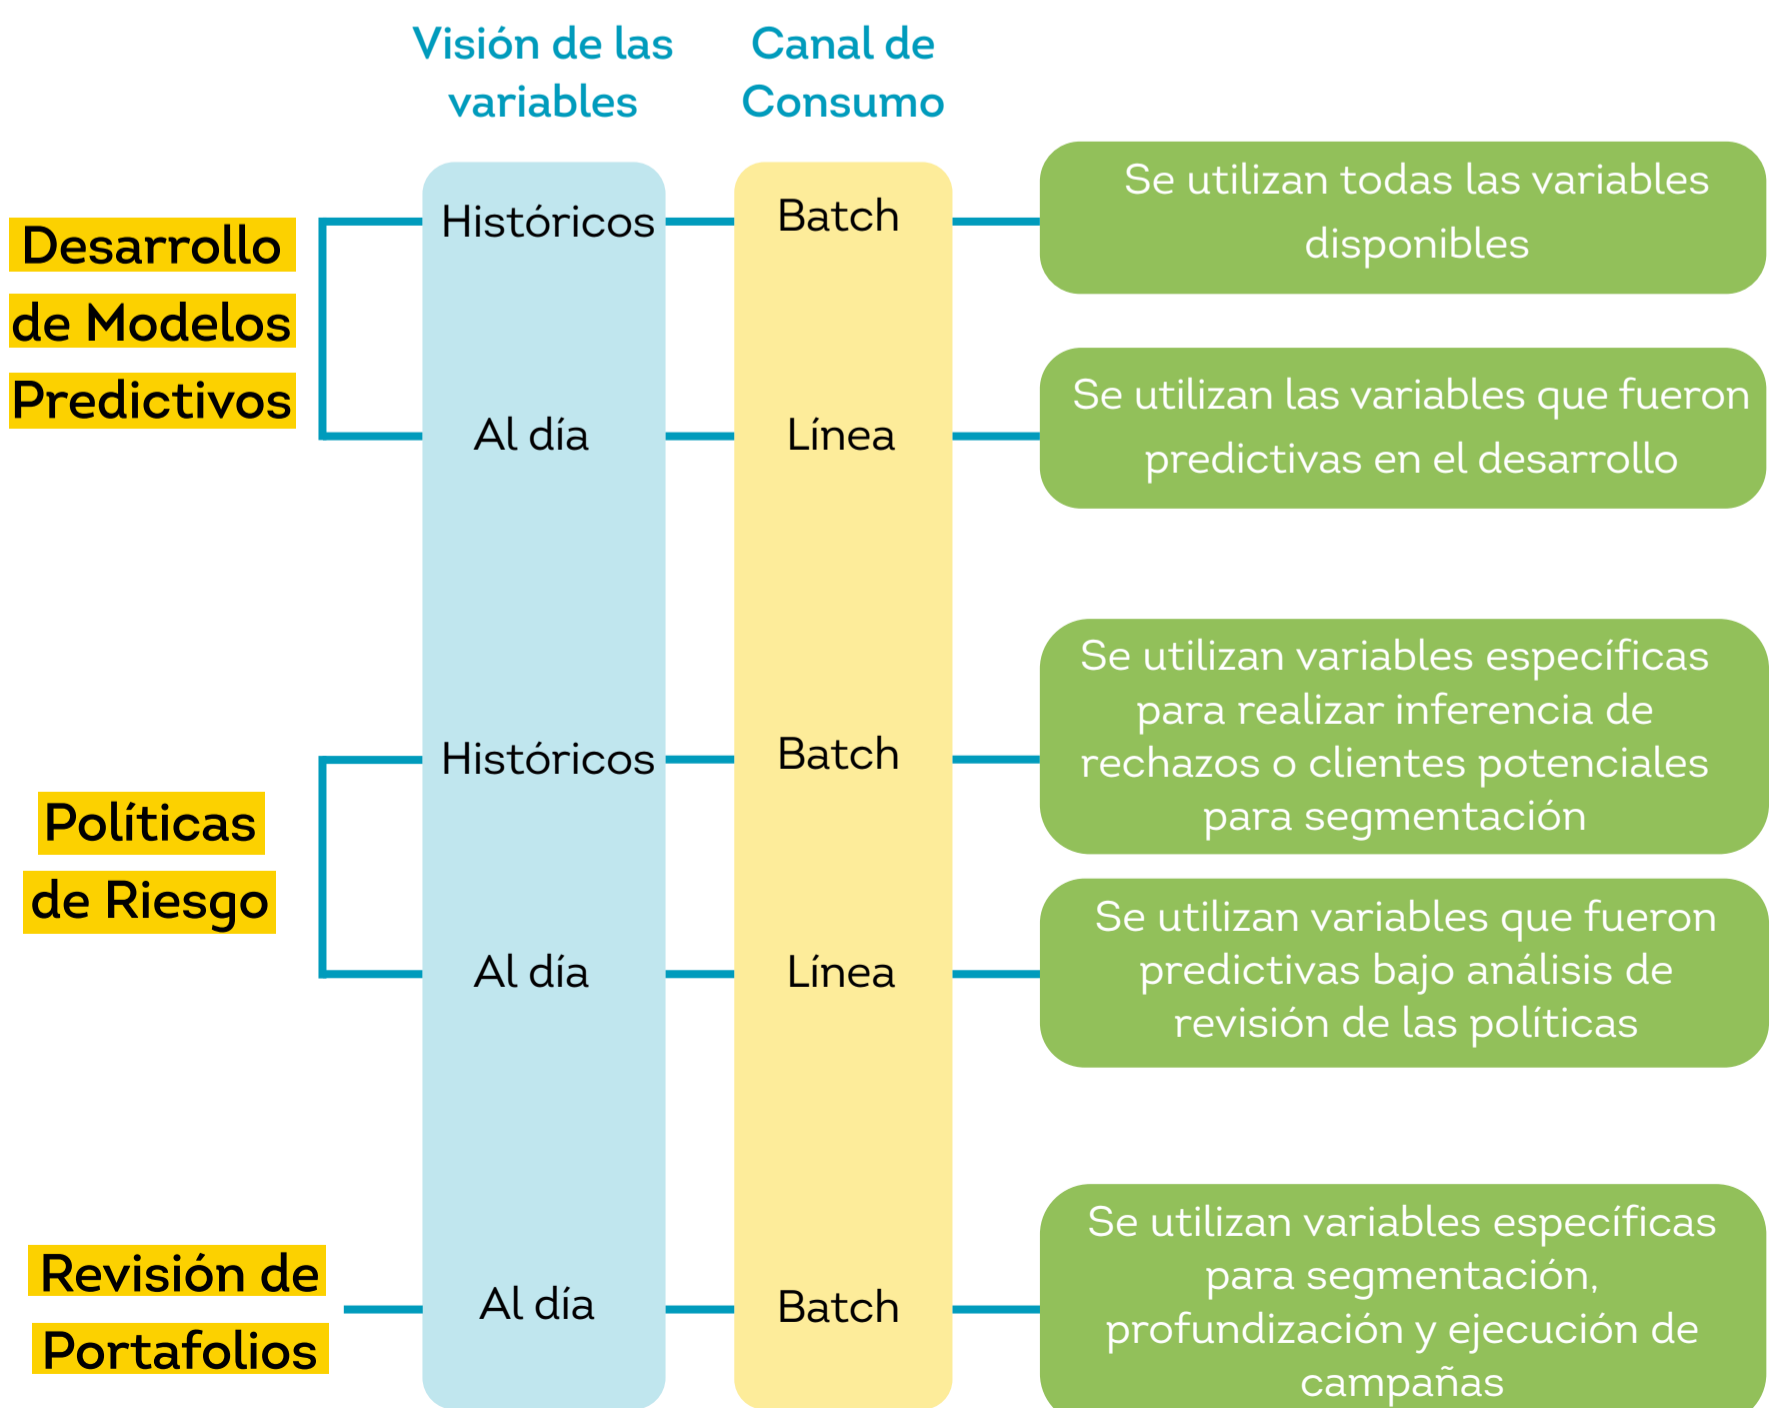 Visión de las
variables
Canal de
Consumo
Desarrollo
de Modelos
Predictivos
Históricos
Batch
Se utilizan todas las variables
disponibles
Al día
Línea
Se utilizan las variables que fueron
predictivas en el desarrollo
Políticas
de Riesgo
Históricos
Batch
Se utilizan variables específicas
para realizar inferencia de
rechazos o clientes potenciales
para segmentación
Al día
Línea
Se utilizan variables que fueron
predictivas bajo análisis de
revisión de las políticas
Revisión de
Portafolios
Al día
Batch
Se utilizan variables específicas
para segmentación,
profundización y ejecución de
campañas